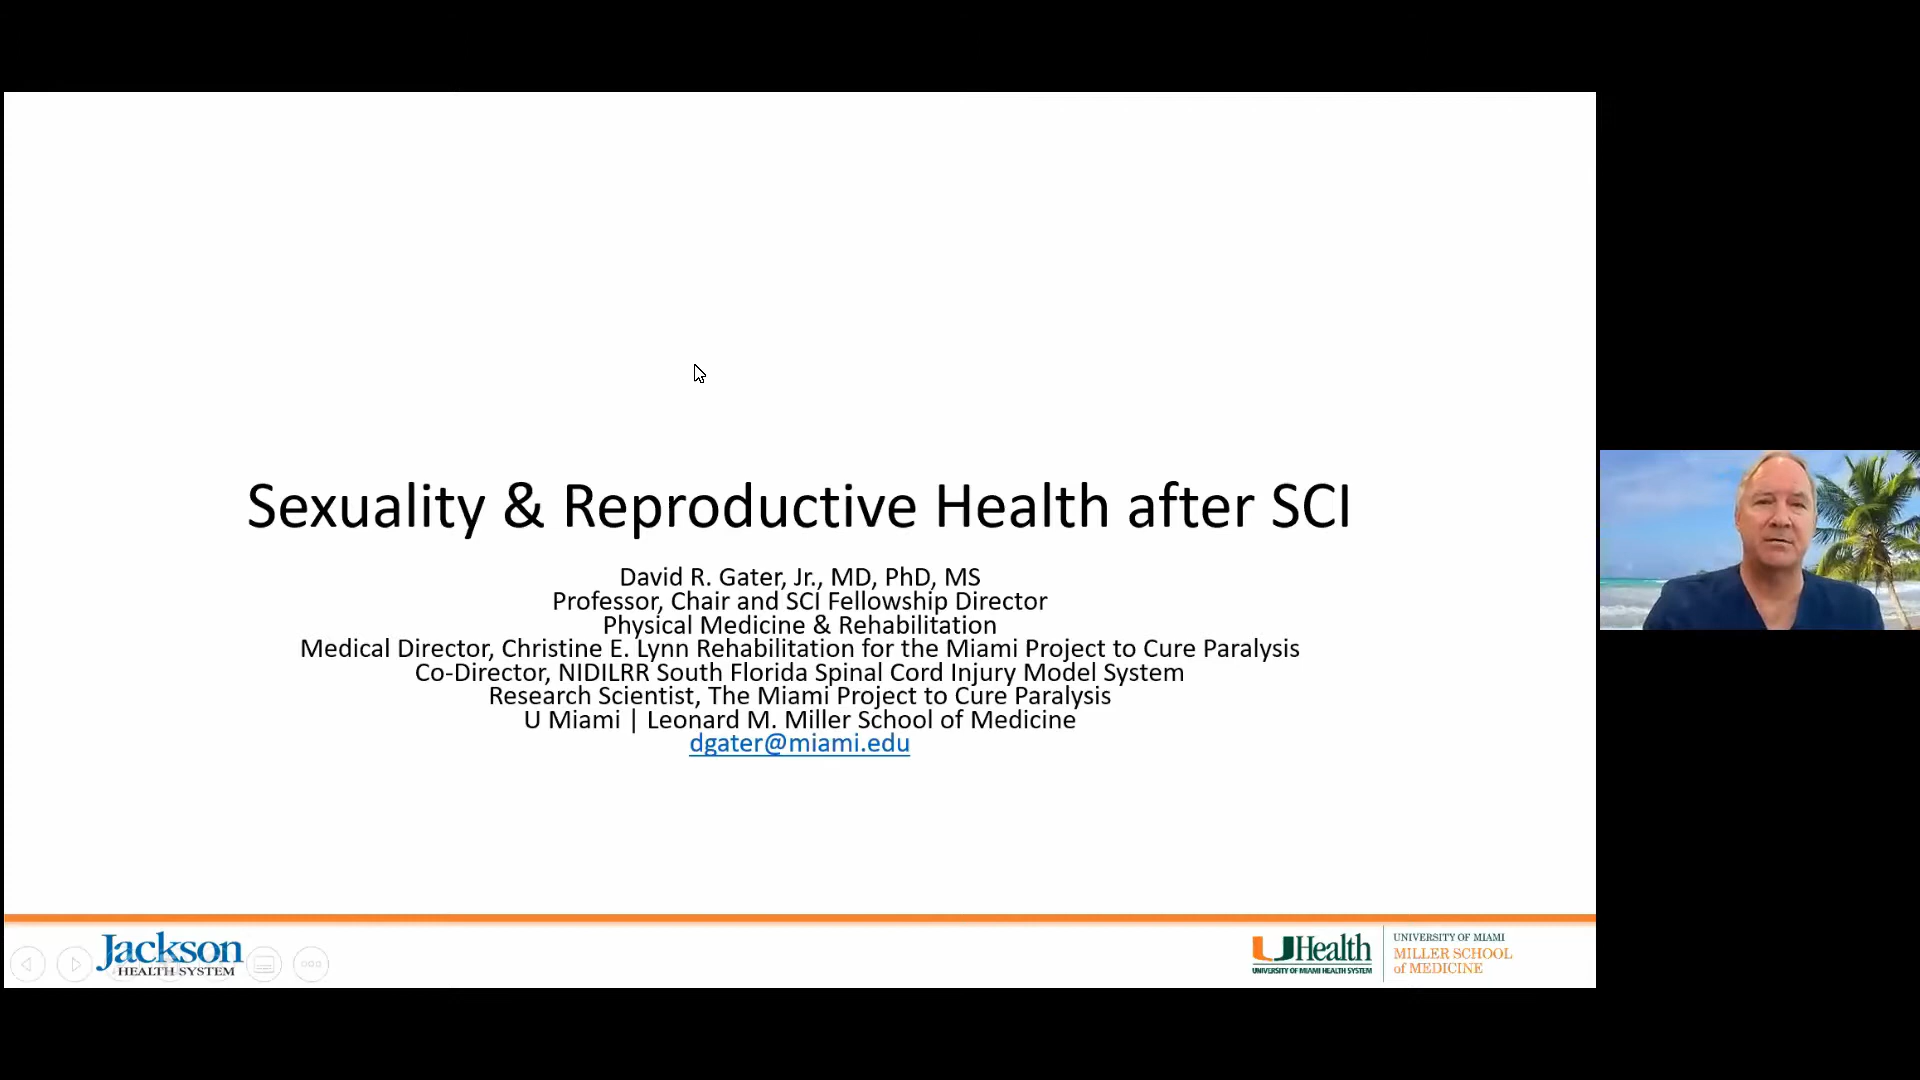 Sexuality & Reproductive Health after SCI
David R. Gater, Jr., MD, PhD, MS
Professor, Chair and SCI Fellowship Director
Physical Medicine & Rehabilitation
Medical Director, Christine E. Lynn Rehabilitation for the Miami Project to Cure Paralysis
Co-Director, NIDILRR South Florida Spinal Cord Injury Model System
Research Scientist, The Miami Project to Cure Paralysis
U Miami | Leonard M. Miller School of Medicine
dgater@miami.edu
Jackson
HEALTH SYSTEM
UHealth
UNIVERSITY OF MIAMI HEALTH SYSTEM
UNIVERSITY OF MIAMI
MILLER SCHOOL
of MEDICINE